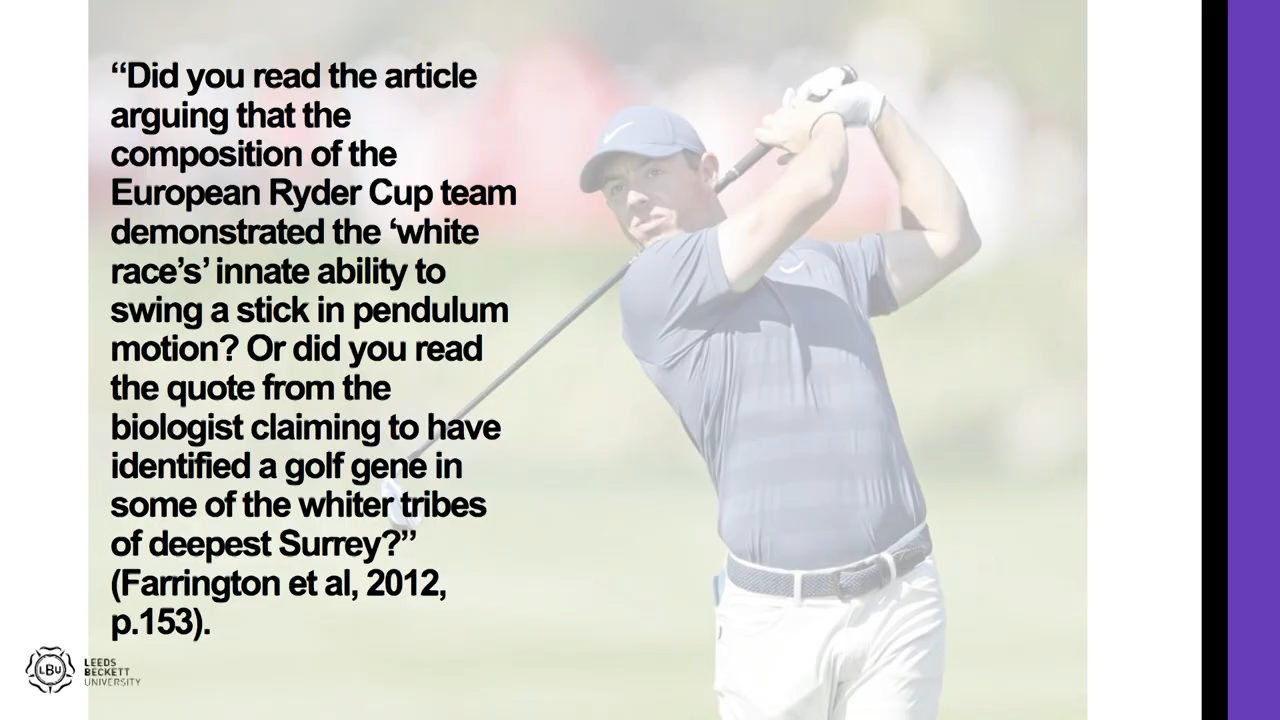 “Did you read the article
arguing that the
composition of the
European Ryder Cup team
demonstrated the ‘white
race’s’ innate ability to
swing a stick in pendulum
motion? Or did you read
the quote from the
biologist claiming to have
identified a golf gene in
some of the whiter tribes
of deepest Surrey?”
(Farrington et al, 2012,
p.153).
LBU
LEEDS
BECKETT
UNIVERSITY